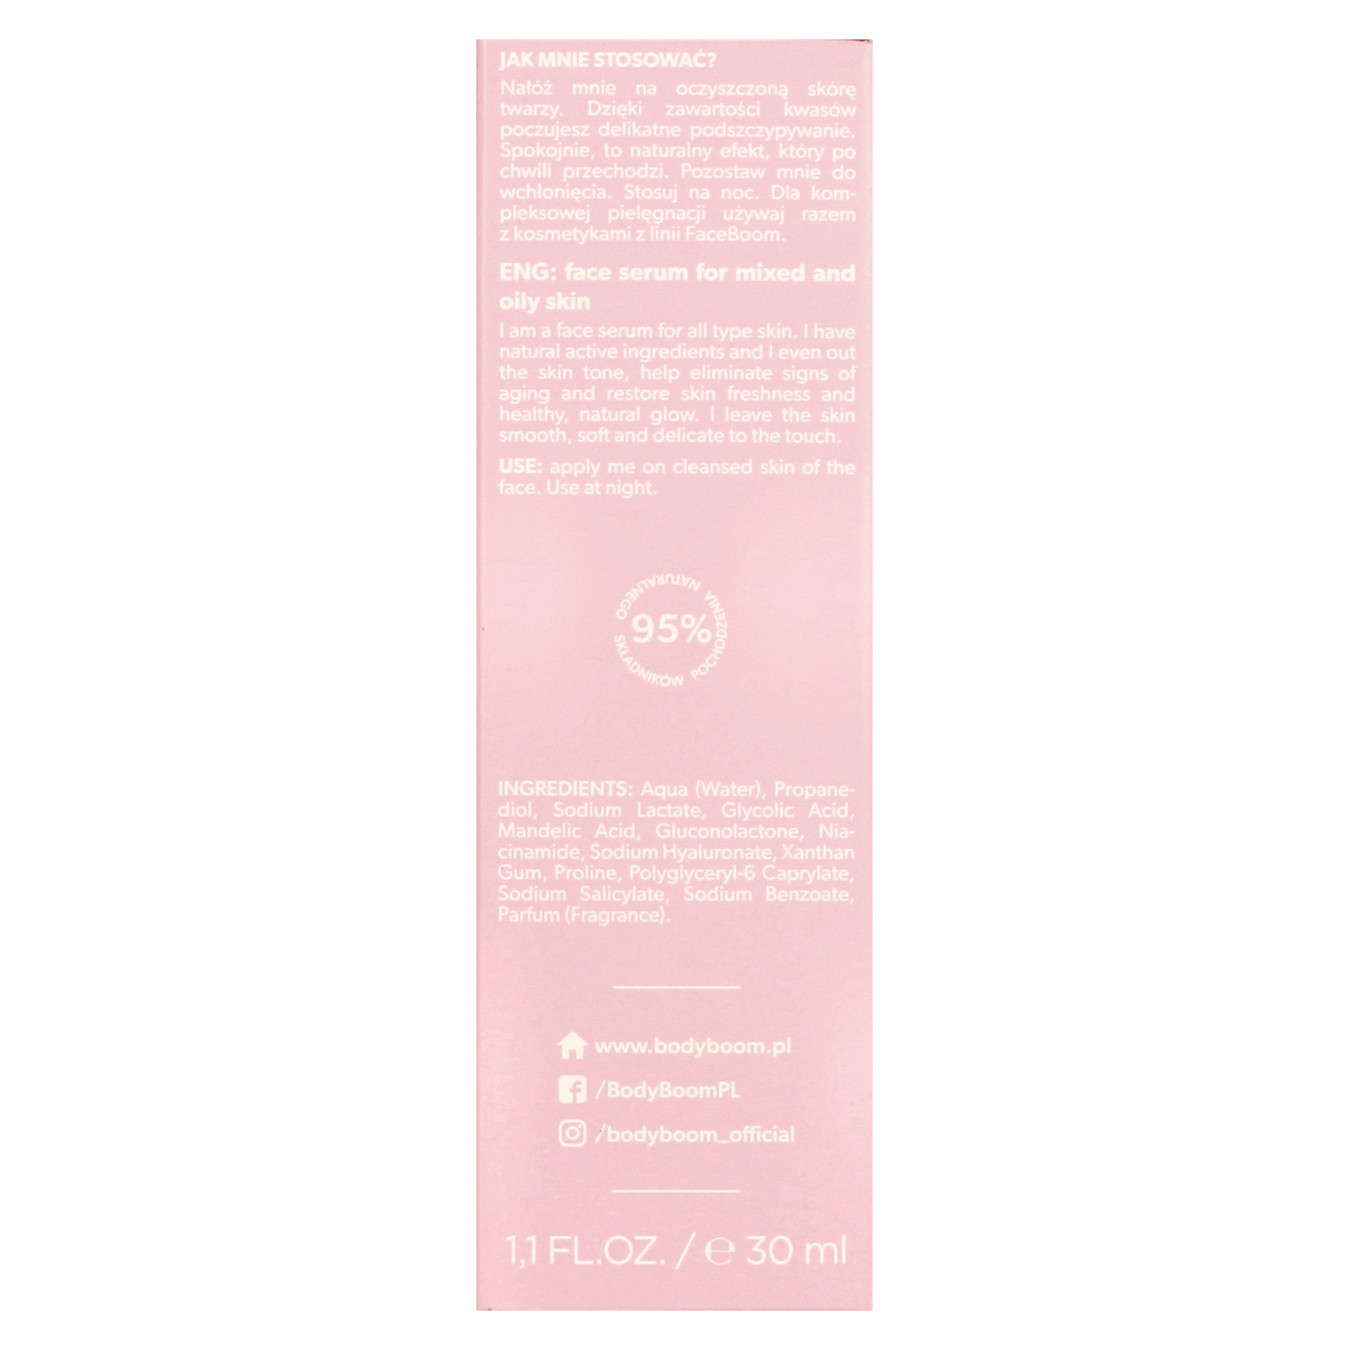 JAK MNIE STOSOWAĆ?
Nałóż mnie na oczyszczoną skórę
twarzy. Dzięki zawartości kwasów
poczujesz delikatne podszczypywanie.
Spokojnie, to naturalny efekt, który po
chwili przechodzi. Pozostaw mnie do
wchłonięcia. Stosuj na noc. Dla kom-
pleksowej pielęgnacji używaj razem
z kosmetykami z linii FaceBoom.
ENG: face serum for mixed and
oily skin
I am a face serum for all type skin. I have
natural active ingredients and I even out
the skin tone, help eliminate signs of
aging and restore skin freshness and
healthy, natural glow. I leave the skin
smooth, soft and delicate to the touch.
USE: apply me on cleansed skin of the
face. Use at night.
95%
SKŁADNIKÓW POCHODZENIA NATURALNEGO
INGREDIENTS: Aqua (Water), Propane-
diol, Sodium Lactate, Glycolic Acid,
Mandelic Acid, Gluconolactone, Nia-
cinamide, Sodium Hyaluronate, Xanthan
Gum, Proline, Polyglyceryl-6 Caprylate,
Sodium Salicylate, Sodium Benzoate,
Parfum (Fragrance).
www.bodyboom.pl
/BodyBoomPL
/bodyboom_official
1,1 FL.OZ. / ℮ 30 ml